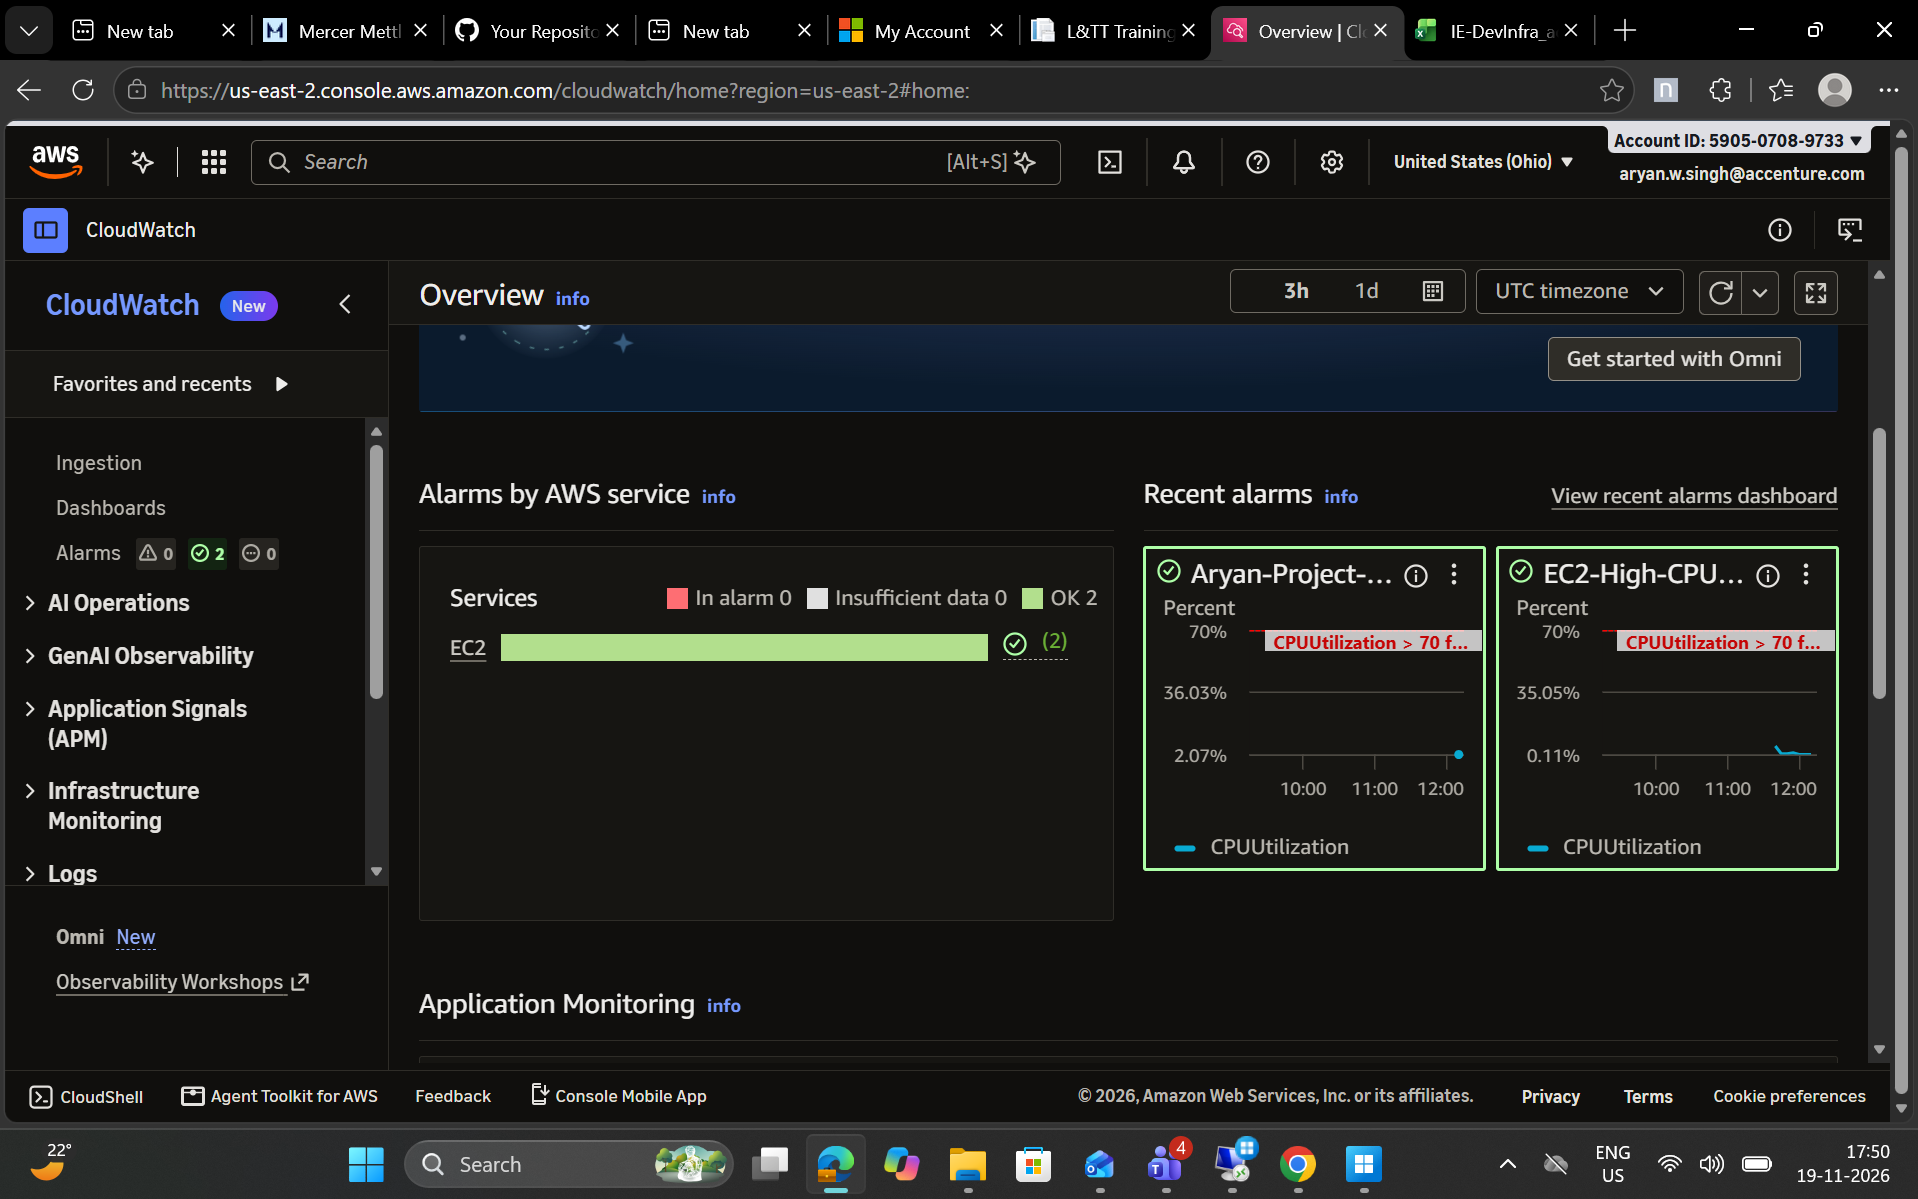 New tab
Mercer Mettl
Your Reposito
New tab
My Account
L&TT Training
Overview | Clo
IE-DevInfra_a
https://us-east-2.console.aws.amazon.com/cloudwatch/home?region=us-east-2#home:
aws
Search
[Alt+S]
United States (Ohio)
Account ID: 5905-0708-9733
aryan.w.singh@accenture.com
CloudWatch
CloudWatch New
Favorites and recents
Ingestion
Dashboards
Alarms 0 2 0
AI Operations
GenAI Observability
Application Signals
(APM)
Infrastructure
Monitoring
Logs
Omni New
Observability Workshops
Overview info
3h 1d
UTC timezone
Get started with Omni
Alarms by AWS service info
Services
In alarm 0 Insufficient data 0 OK 2
EC2 (2)
Recent alarms info
View recent alarms dashboard
Aryan-Project-...
Percent
70%
CPUUtilization > 70 f...
36.03%
2.07%
10:00 11:00 12:00
CPUUtilization
EC2-High-CPU...
Percent
70%
CPUUtilization > 70 f...
35.05%
0.11%
10:00 11:00 12:00
CPUUtilization
Application Monitoring info
CloudShell
Agent Toolkit for AWS
Feedback
Console Mobile App
© 2026, Amazon Web Services, Inc. or its affiliates.
Privacy
Terms
Cookie preferences
22°
Search
4
ENG
US
17:50
19-11-2026